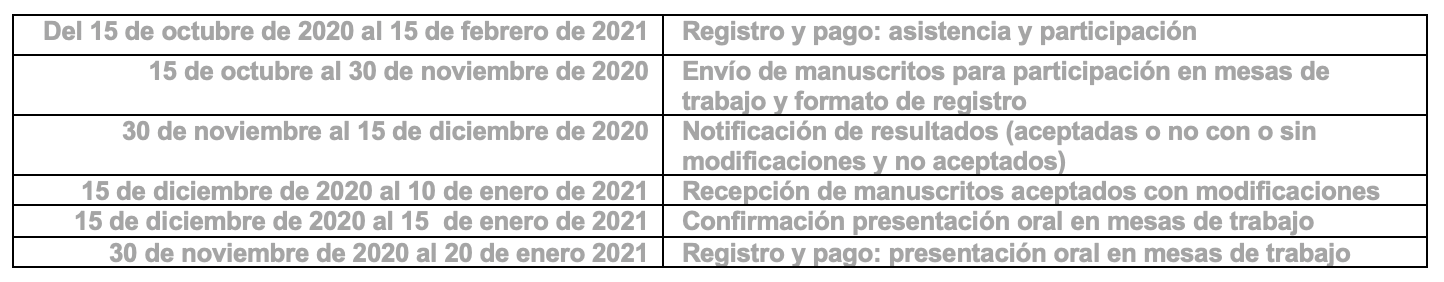 Del 15 de octubre de 2020 al 15 de febrero de 2021 Registro y pago: asistencia y participación
15 de octubre al 30 de noviembre de 2020 Envío de manuscritos para participación en mesas de
trabajo y formato de registro
30 de noviembre al 15 de diciembre de 2020 Notificación de resultados (aceptadas o no con o sin
modificaciones y no aceptados)
15 de diciembre de 2020 al 10 de enero de 2021 Recepción de manuscritos aceptados con modificaciones
15 de diciembre de 2020 al 15 de enero de 2021 Confirmación presentación oral en mesas de trabajo
30 de noviembre de 2020 al 20 de enero 2021 Registro y pago: presentación oral en mesas de trabajo